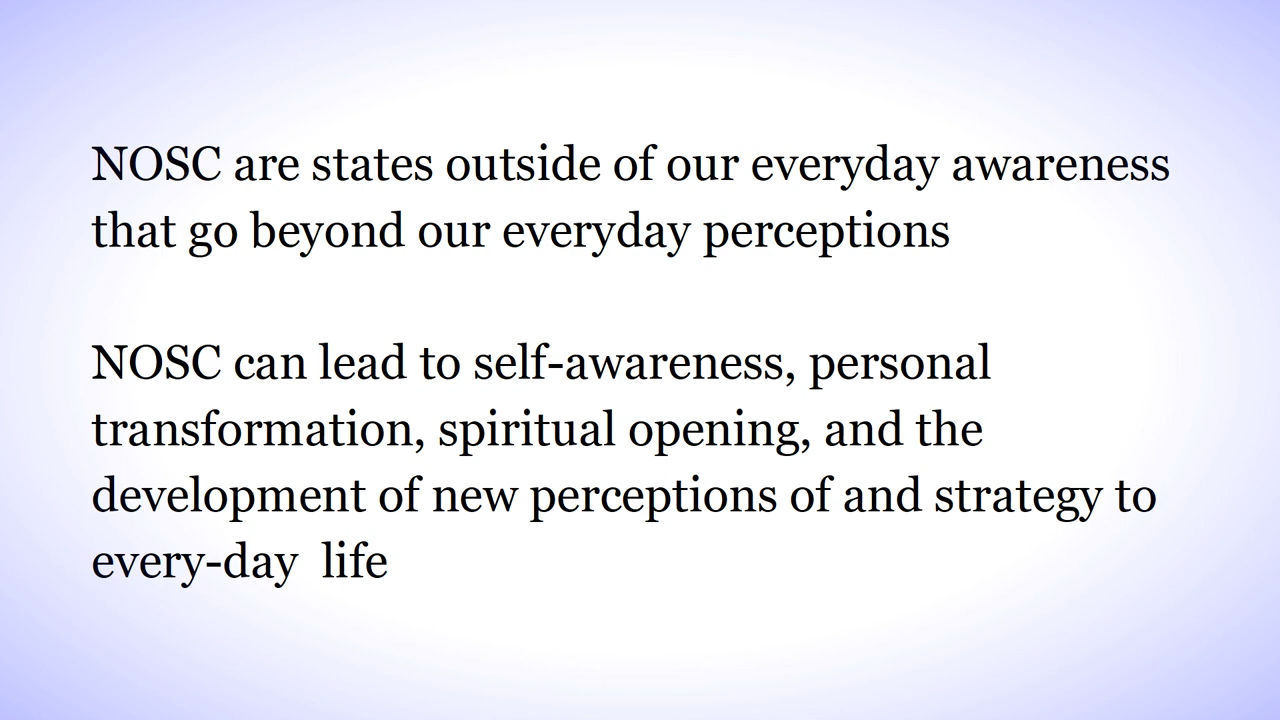 NOSC are states outside of our everyday awareness
that go beyond our everyday perceptions
NOSC can lead to self-awareness, personal
transformation, spiritual opening, and the
development of new perceptions of and strategy to
every-day  life